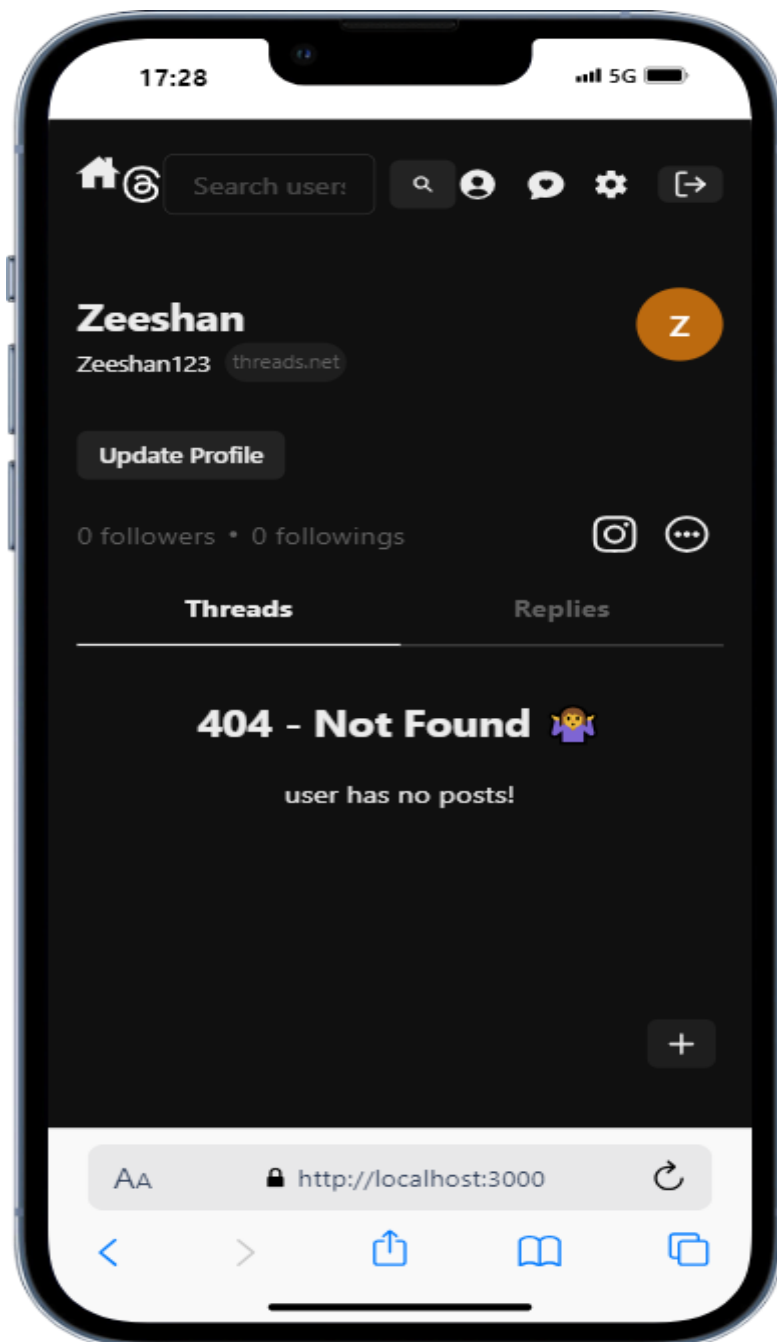 17:28 5G
Search users
Zeeshan
Z
Zeeshan123 threads.net
Update Profile
0 followers • 0 followings
Threads Replies
404 - Not Found 🤷‍♀️
user has no posts!
+
AA http://localhost:3000